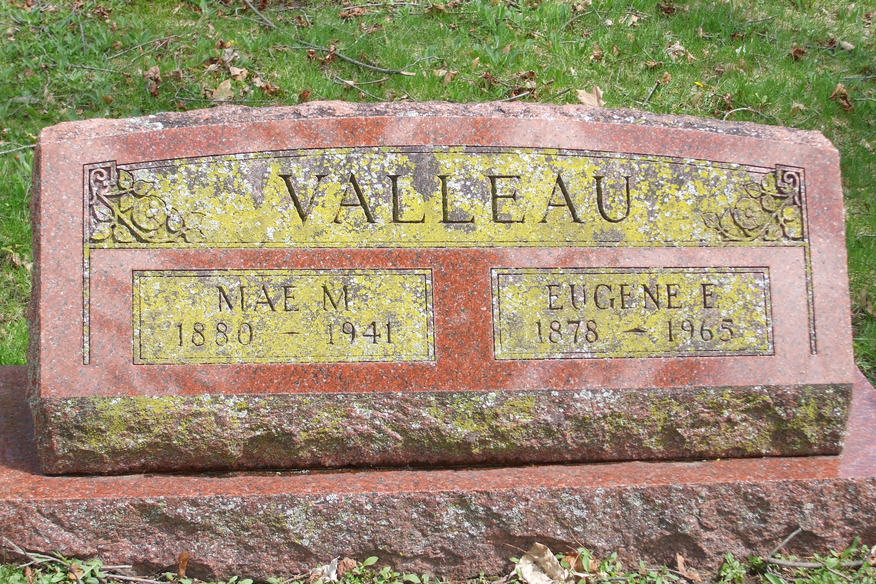 VALLEAU
MAE M
1880 – 1941
EUGENE E
1878 – 1965